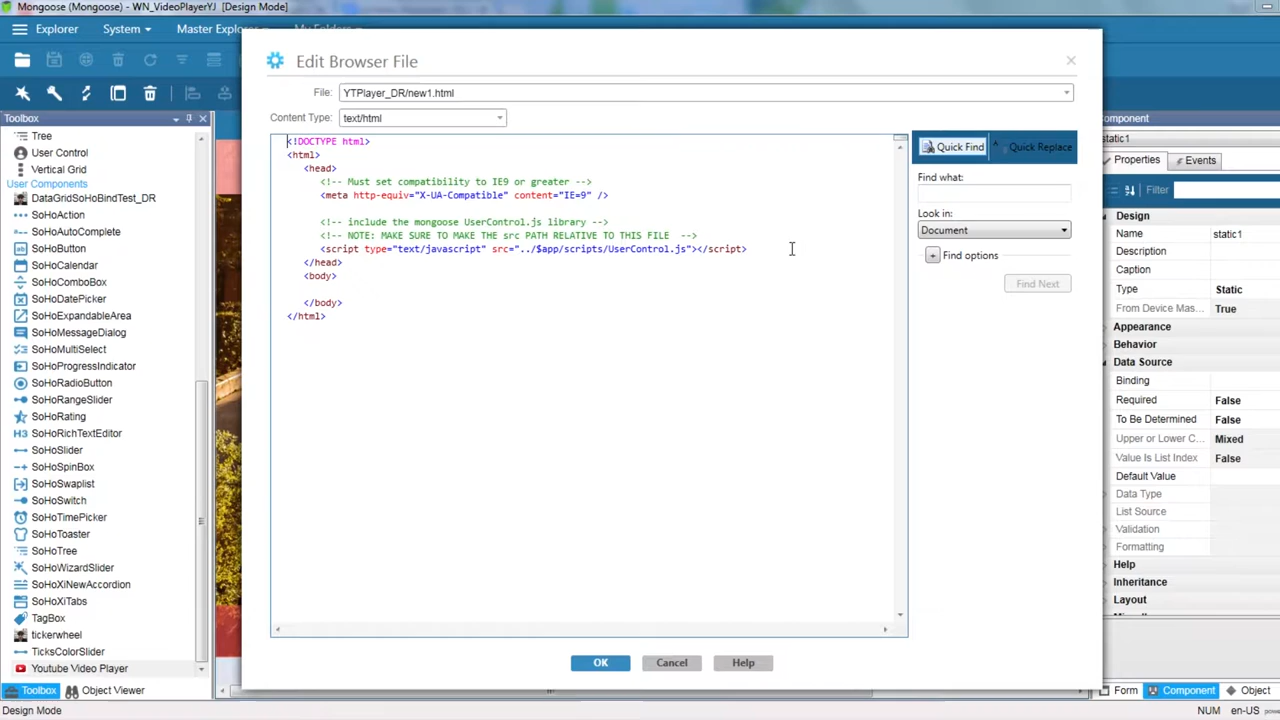 Mongoose (Mongoose) - WN_VideoPlayerYJ [Design Mode]
Explorer System Master Explorer My Folders
Edit Browser File
File: YTPlayer_DR/new1.html
Content Type: text/html
Toolbox
Tree
User Control
Vertical Grid
User Components
DataGridSoHoBindTest_DR
SoHoAction
SoHoAutoComplete
SoHoButton
SoHoCalendar
SoHoComboBox
SoHoDatePicker
SoHoExpandableArea
SoHoMessageDialog
SoHoMultiSelect
SoHoProgressIndicator
SoHoRadioButton
SoHoRangeSlider
SoHoRating
SoHoRichTextEditor
SoHoSlider
SoHoSpinBox
SoHoSwaplist
SoHoSwitch
SoHoTimePicker
SoHoToaster
SoHoTree
SoHoWizardSlider
SoHoXiNewAccordion
SoHoXiTabs
TagBox
tickerwheel
TicksColorSlider
Youtube Video Player
Toolbox Object Viewer
<!DOCTYPE html>
<html>
<head>
<!-- Must set compatibility to IE9 or greater -->
<meta http-equiv="X-UA-Compatible" content="IE=9" />
<!-- include the mongoose UserControl.js library -->
<!-- NOTE: MAKE SURE TO MAKE THE src PATH RELATIVE TO THIS FILE -->
<script type="text/javascript" src="../$app/scripts/UserControl.js"></script>
</head>
<body>
</body>
</html>
Quick Find Quick Replace
Find what:
Look in:
Document
+ Find options
Find Next
OK Cancel Help
Component
static1
Properties Events
Filter
Design
Name static1
Description
Caption
Type Static
From Device Mas... True
Appearance
Behavior
Data Source
Binding
Required False
To Be Determined False
Upper or Lower C... Mixed
Value Is List Index False
Default Value
Data Type
List Source
Validation
Formatting
Help
Inheritance
Layout
Form Component Object
Design Mode NUM en-US